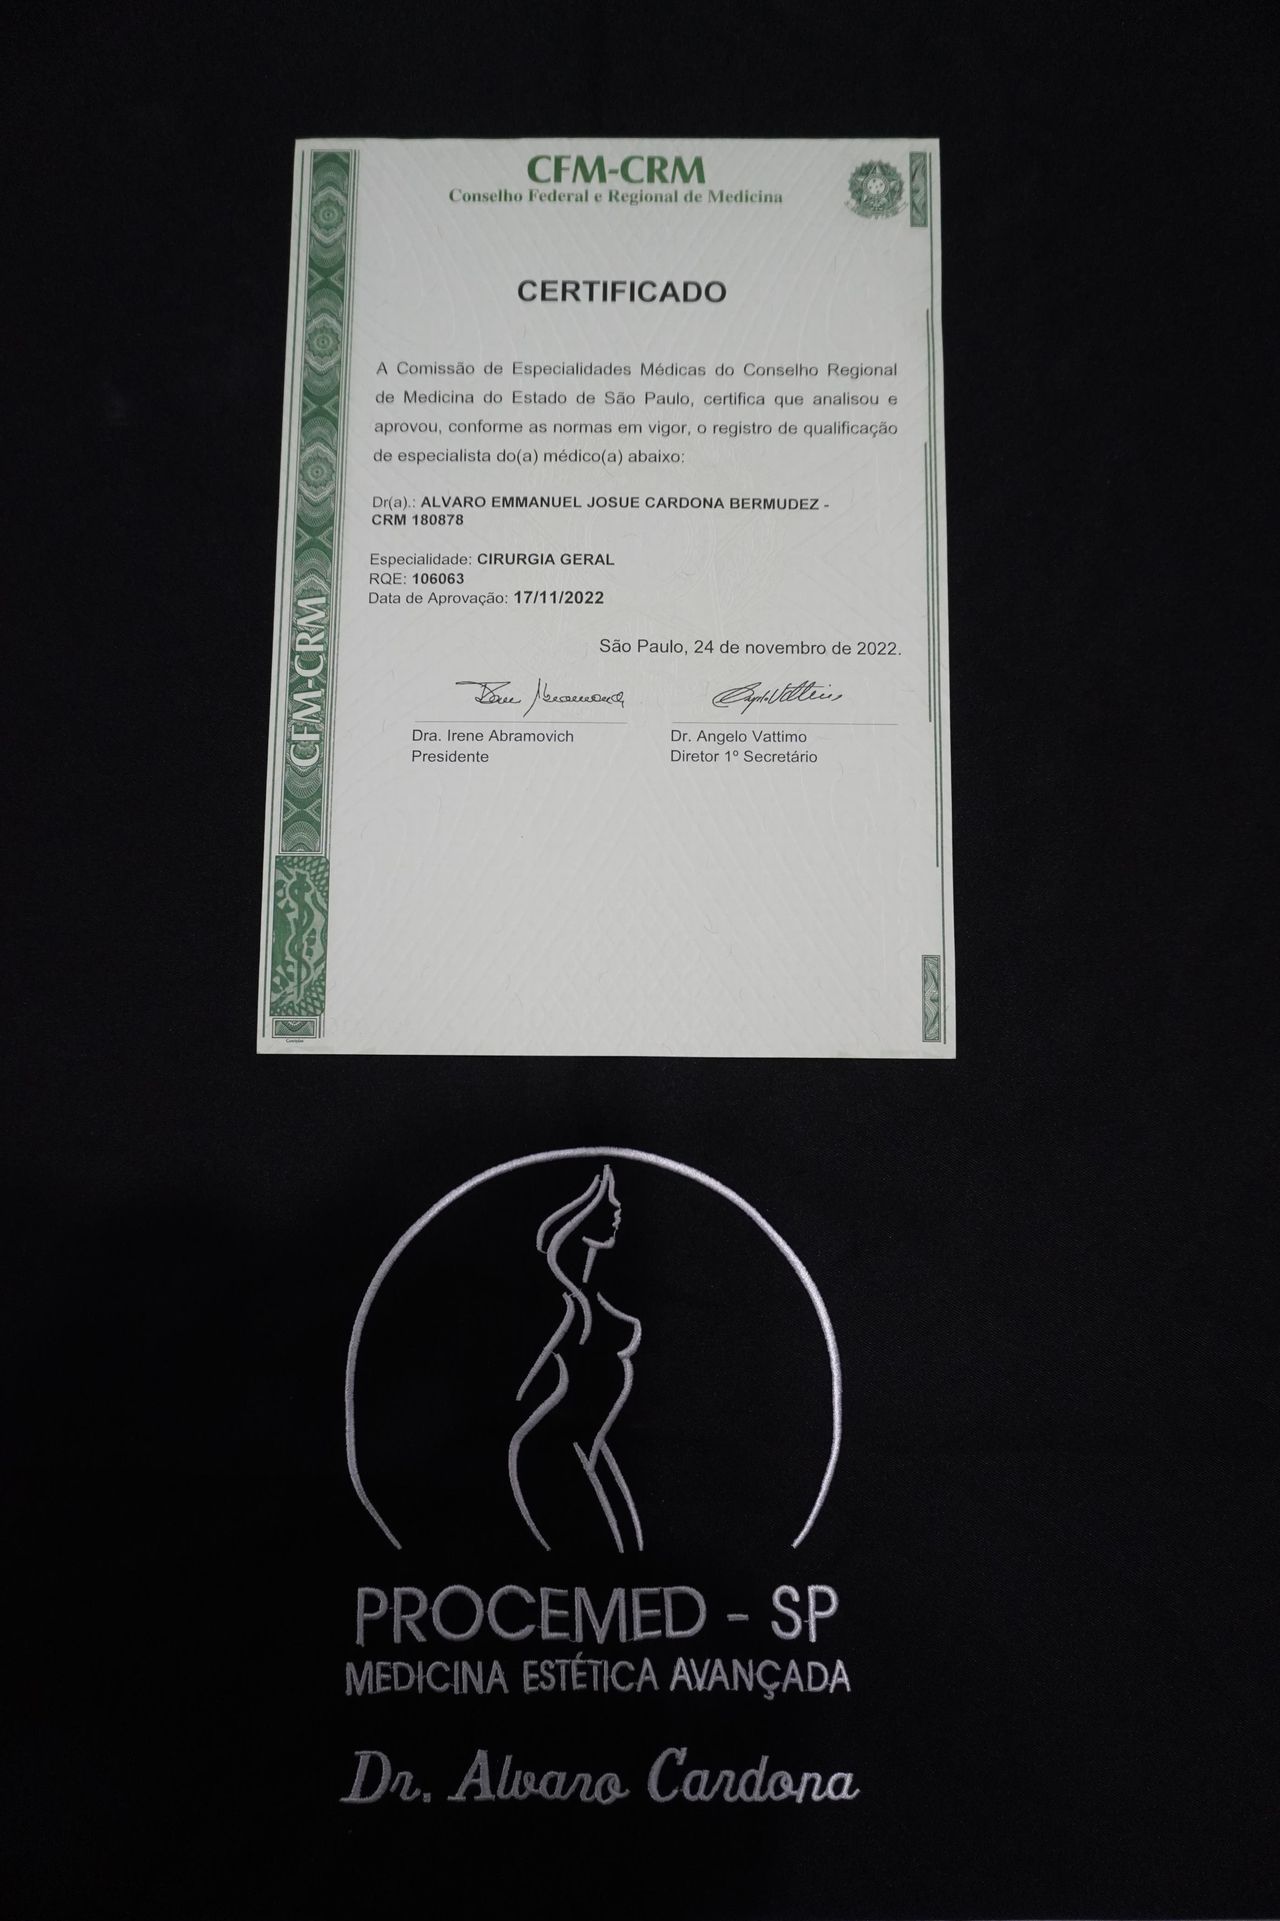 CFM-CRM
Conselho Federal e Regional de Medicina
CERTIFICADO
A Comissão de Especialidades Médicas do Conselho Regional
de Medicina do Estado de São Paulo, certifica que analisou e
aprovou, conforme as normas em vigor, o registro de qualificação
de especialista do(a) médico(a) abaixo:
Dr(a).: ALVARO EMMANUEL JOSUE CARDONA BERMUDEZ -
CRM 180878
Especialidade: CIRURGIA GERAL
RQE: 106063
Data de Aprovação: 17/11/2022
São Paulo, 24 de novembro de 2022.
Dra. Irene Abramovich
Presidente
Dr. Angelo Vattimo
Diretor 1º Secretário
CFM-CRM
PROCEMED - SP
MEDICINA ESTÉTICA AVANÇADA
Dr. Alvaro Cardona